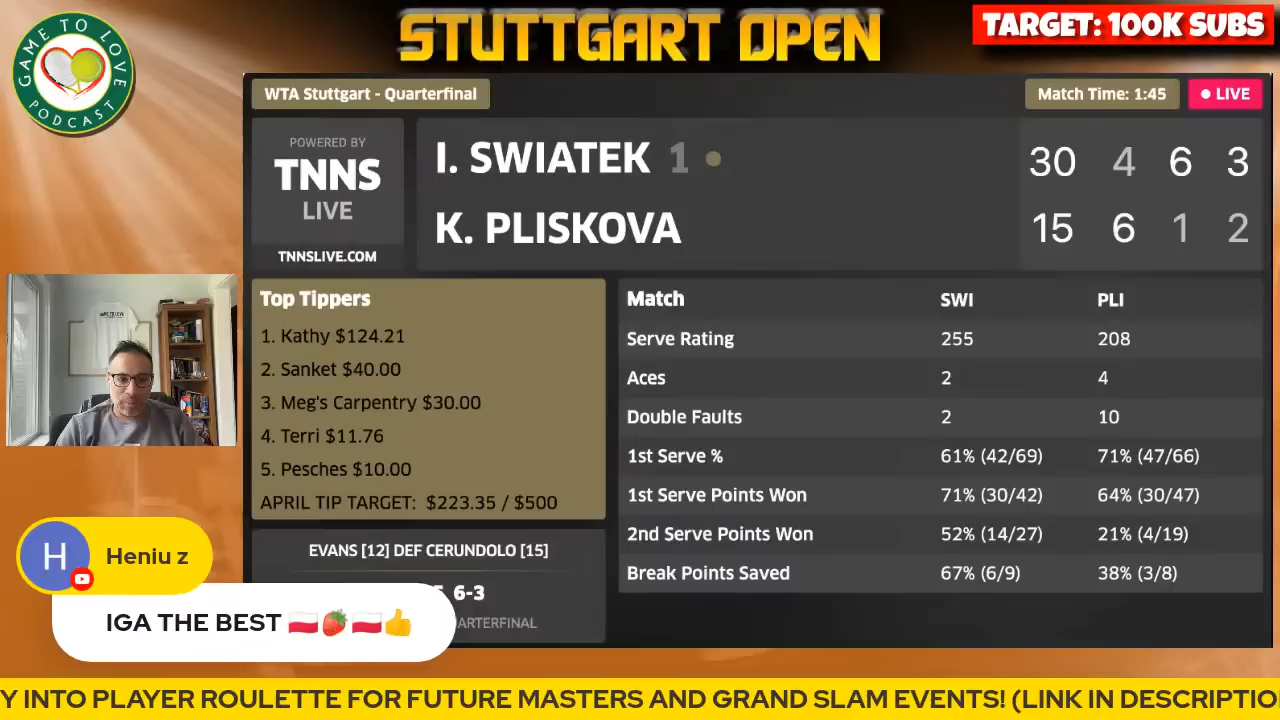 GAME TO LOVE
PODCAST
STUTTGART OPEN
TARGET: 100K SUBS
WTA Stuttgart - Quarterfinal
Match Time: 1:45
LIVE
POWERED BY
TNNS
LIVE
TNNSLIVE.COM
I. SWIATEK 1 30 4 6 3
K. PLISKOVA 15 6 1 2
Top Tippers
1. Kathy $124.21
2. Sanket $40.00
3. Meg's Carpentry $30.00
4. Terri $11.76
5. Pesches $10.00
APRIL TIP TARGET: $223.35 / $500
EVANS [12] DEF CERUNDOLO [15]
6-3
ARTERFINAL
Match SWI PLI
Serve Rating 255 208
Aces 2 4
Double Faults 2 10
1st Serve % 61% (42/69) 71% (47/66)
1st Serve Points Won 71% (30/42) 64% (30/47)
2nd Serve Points Won 52% (14/27) 21% (4/19)
Break Points Saved 67% (6/9) 38% (3/8)
H
Heniu z
IGA THE BEST 🇵🇱🍓🇵🇱👍
Y INTO PLAYER ROULETTE FOR FUTURE MASTERS AND GRAND SLAM EVENTS! (LINK IN DESCRIPTIO